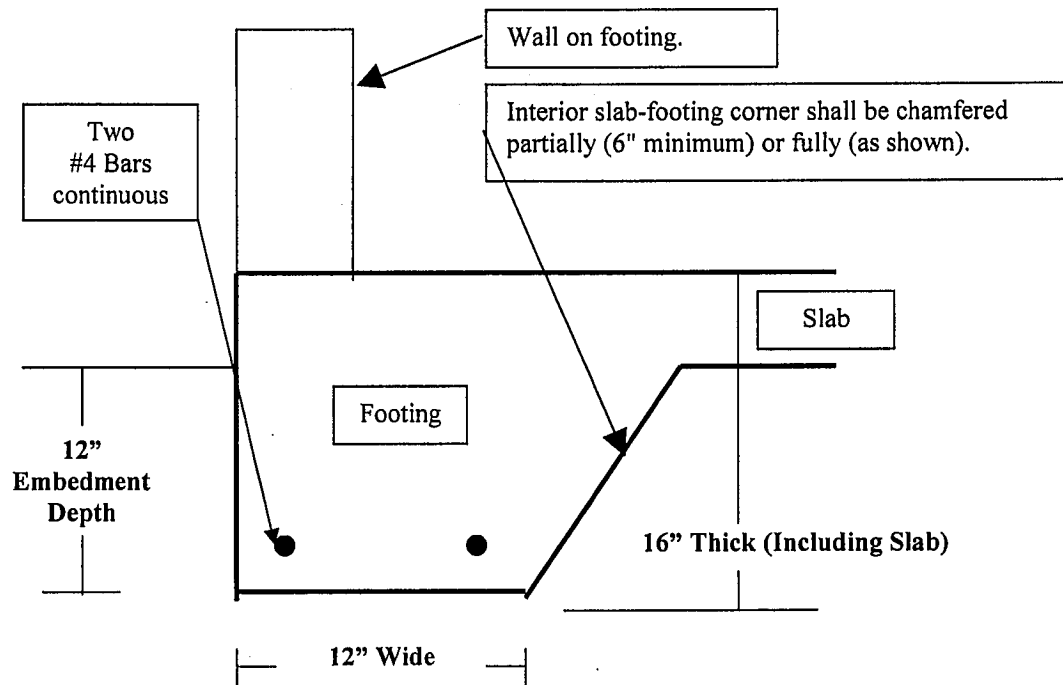 Wall on footing.
Interior slab-footing corner shall be chamfered
partially (6" minimum) or fully (as shown).
Two
#4 Bars
continuous
Slab
Footing
12”
Embedment
Depth
16” Thick (Including Slab)
12” Wide